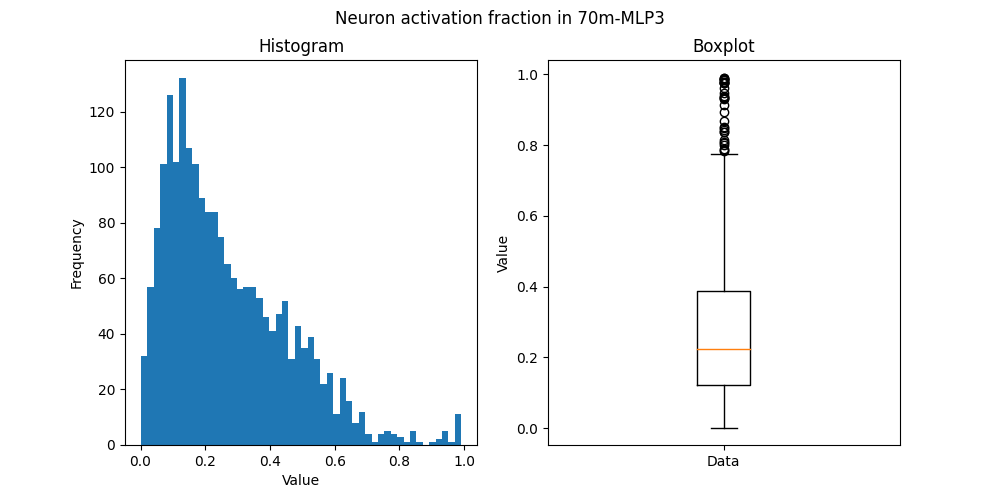 Neuron activation fraction in 70m-MLP3
Histogram
Frequency
0
20
40
60
80
100
120
0.0 0.2 0.4 0.6 0.8 1.0
Value
Boxplot
Value
1.0
0.8
0.6
0.4
0.2
0.0
Data